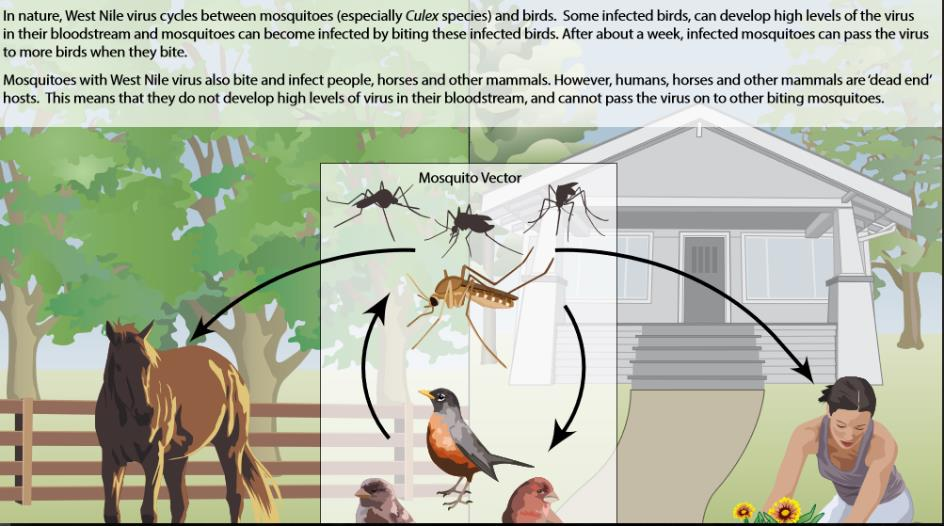 In nature, West Nile virus cycles between mosquitoes (especially Culex species) and birds. Some infected birds, can develop high levels of the virus
in their bloodstream and mosquitoes can become infected by biting these infected birds. After about a week, infected mosquitoes can pass the virus
to more birds when they bite.
Mosquitoes with West Nile virus also bite and infect people, horses and other mammals. However, humans, horses and other mammals are 'dead end'
hosts. This means that they do not develop high levels of virus in their bloodstream, and cannot pass the virus on to other biting mosquitoes.
Mosquito Vector